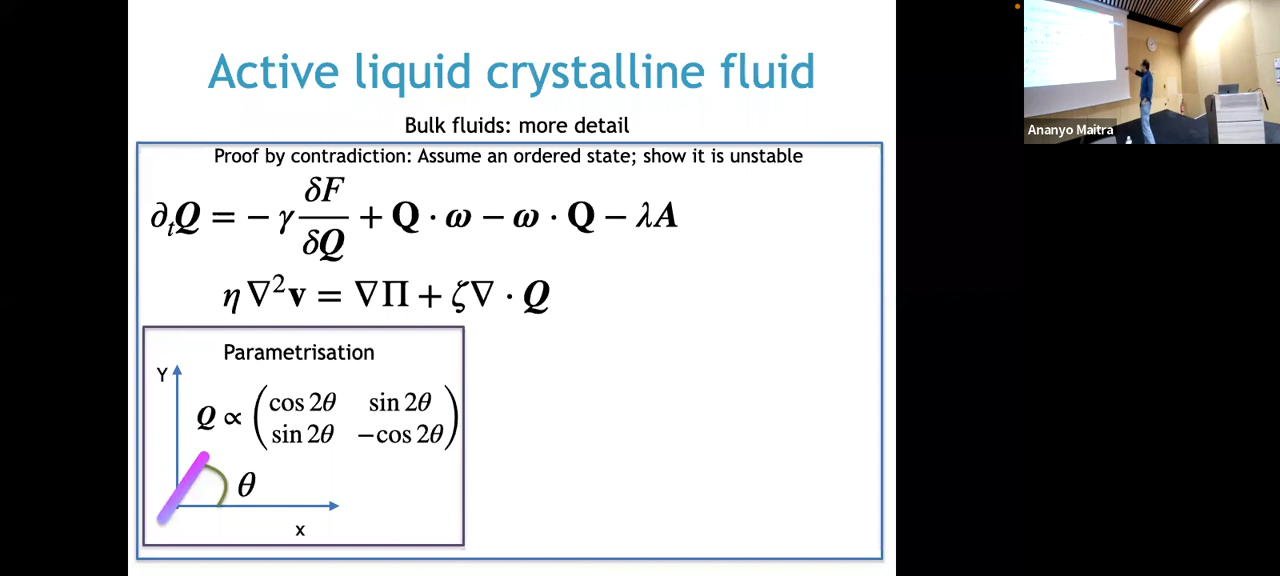 Active liquid crystalline fluid
Bulk fluids: more detail
Proof by contradiction: Assume an ordered state; show it is unstable
∂ₜQ = − γ δF/δQ + Q · ω − ω · Q − λA
η ∇²v = ∇Π + ζ∇ · Q
Parametrisation
Y
Q ∝ (cos 2θ sin 2θ
sin 2θ −cos 2θ)
θ
x
Ananyo Maitra